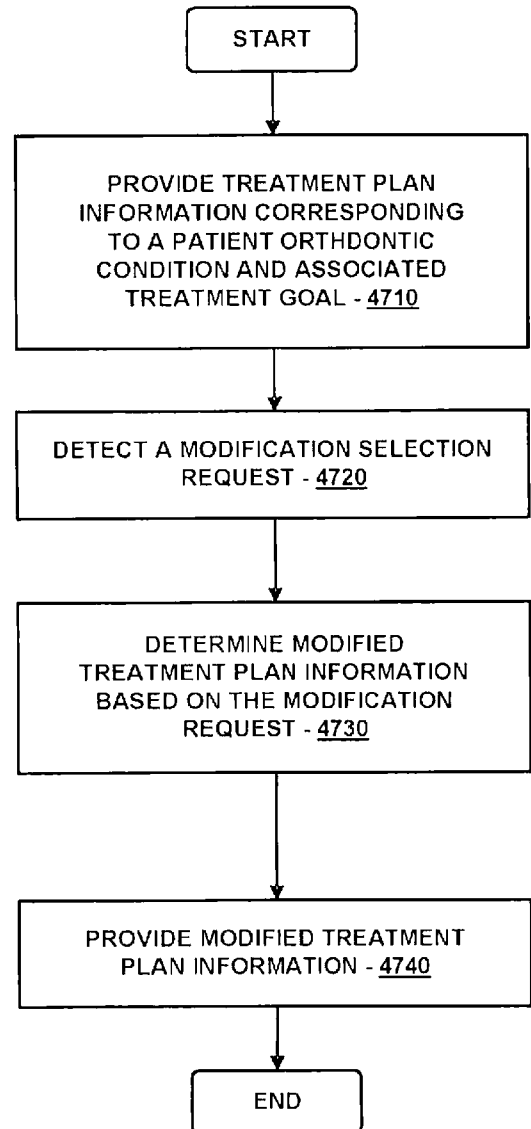 START
PROVIDE TREATMENT PLAN
INFORMATION CORRESPONDING
TO A PATIENT ORTHDONTIC
CONDITION AND ASSOCIATED
TREATMENT GOAL - 4710
DETECT A MODIFICATION SELECTION
REQUEST - 4720
DETERMINE MODIFIED
TREATMENT PLAN INFORMATION
BASED ON THE MODIFICATION
REQUEST - 4730
PROVIDE MODIFIED TREATMENT
PLAN INFORMATION - 4740
END